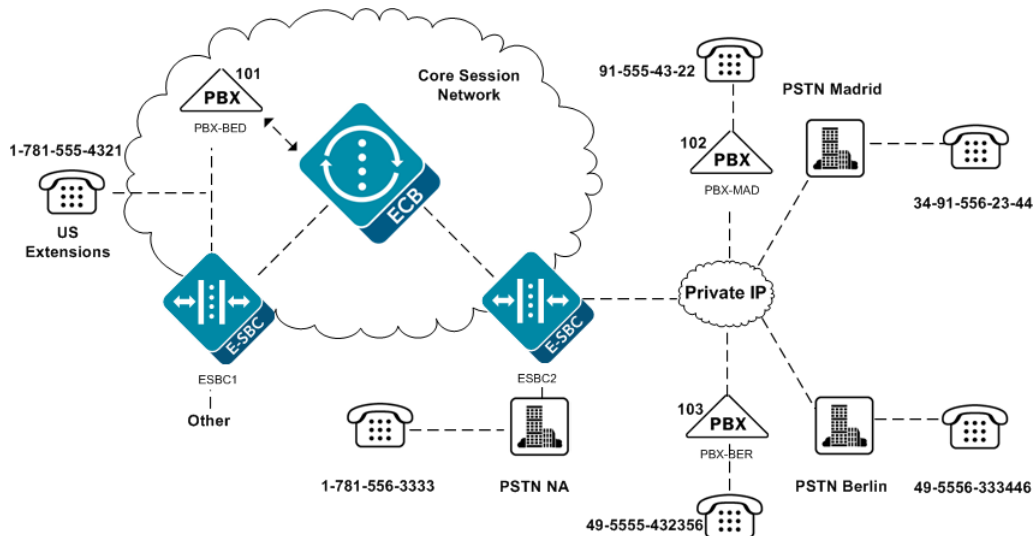 101
PBX
PBX-BED
Core Session
Network
ECB
1-781-555-4321
US
Extensions
E-SBC
ESBC1
Other
E-SBC
ESBC2
1-781-556-3333
PSTN NA
91-555-43-22
PSTN Madrid
102
PBX
PBX-MAD
34-91-556-23-44
Private IP
103
PBX
PBX-BER
49-5555-432356
PSTN Berlin
49-5556-333446